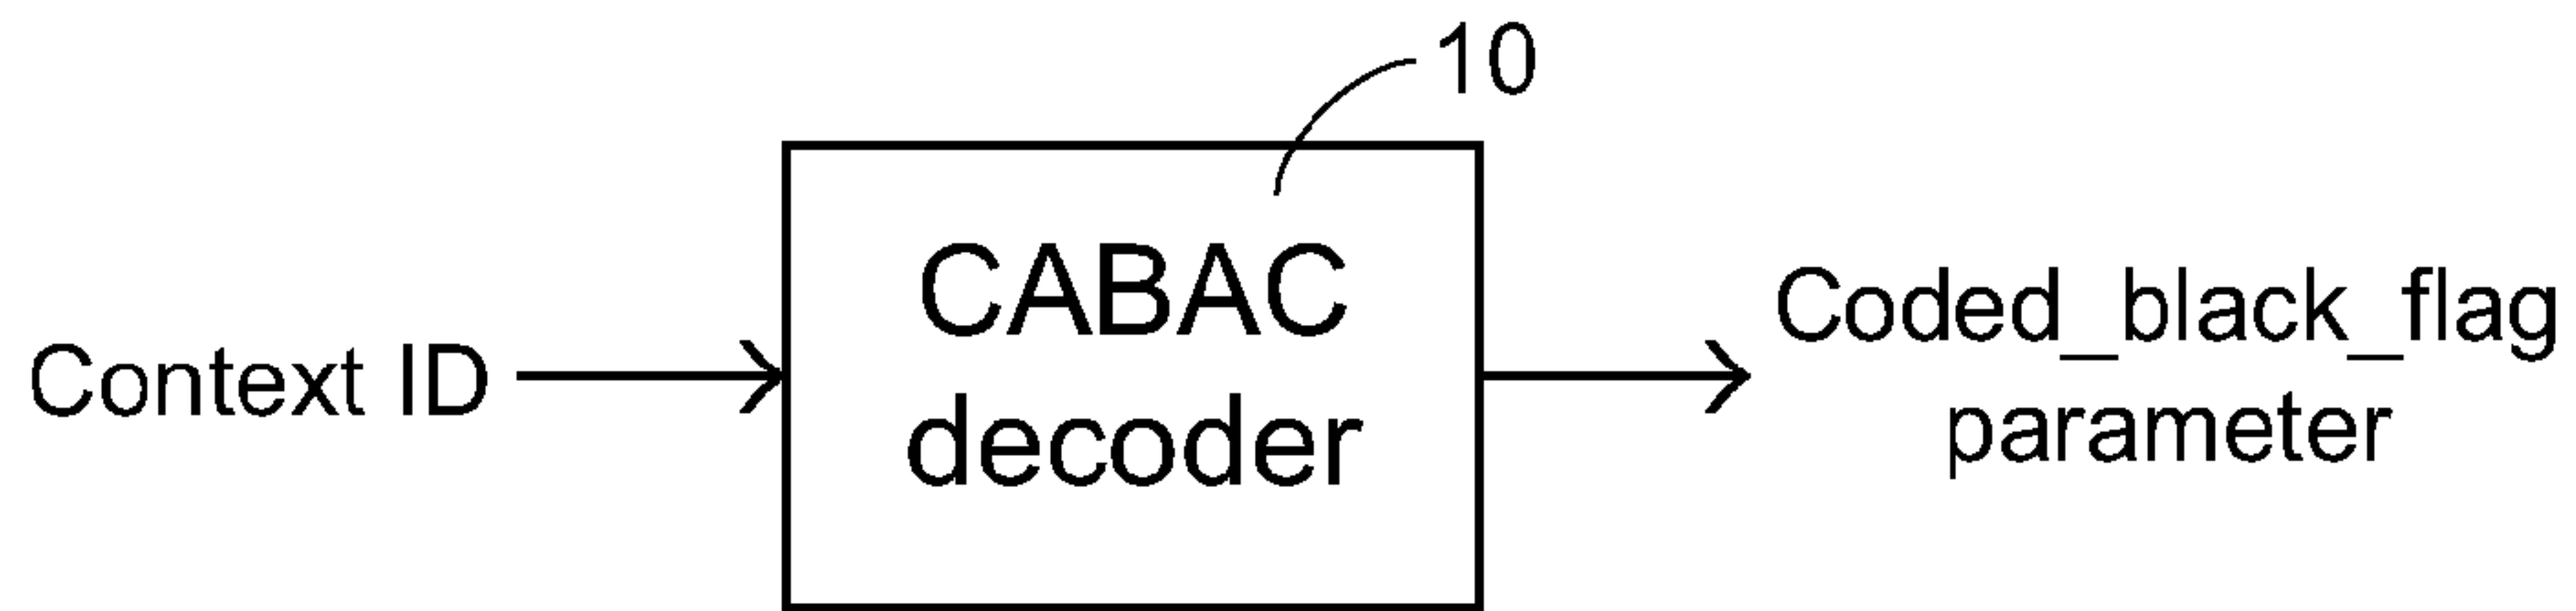 10
CABAC
decoder
Context ID
Coded_black_flag
parameter